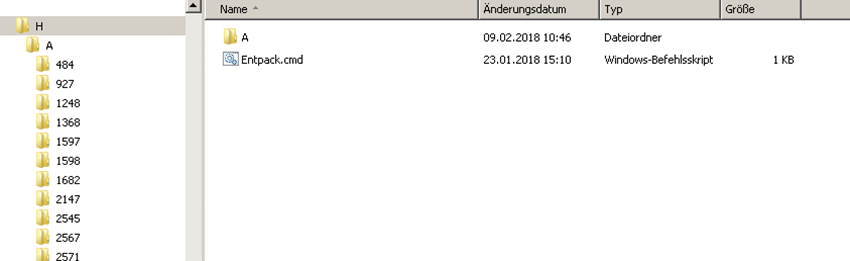 H
A
484
927
1248
1368
1597
1598
1682
2147
2545
2567
2571
Name Änderungsdatum Typ Größe
A 09.02.2018 10:46 Dateiordner
Entpack.cmd 23.01.2018 15:10 Windows-Befehlsskript 1 KB